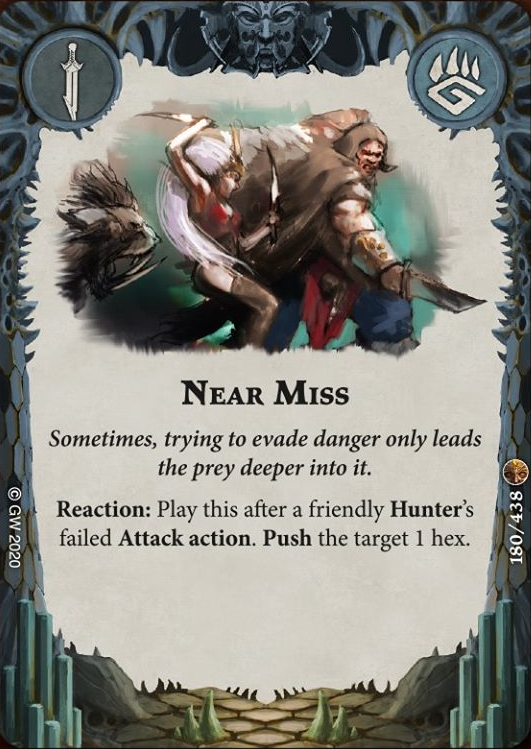 Near Miss
Sometimes, trying to evade danger only leads
the prey deeper into it.
Reaction: Play this after a friendly Hunter's
failed Attack action. Push the target 1 hex.
© GW 2020
180/438